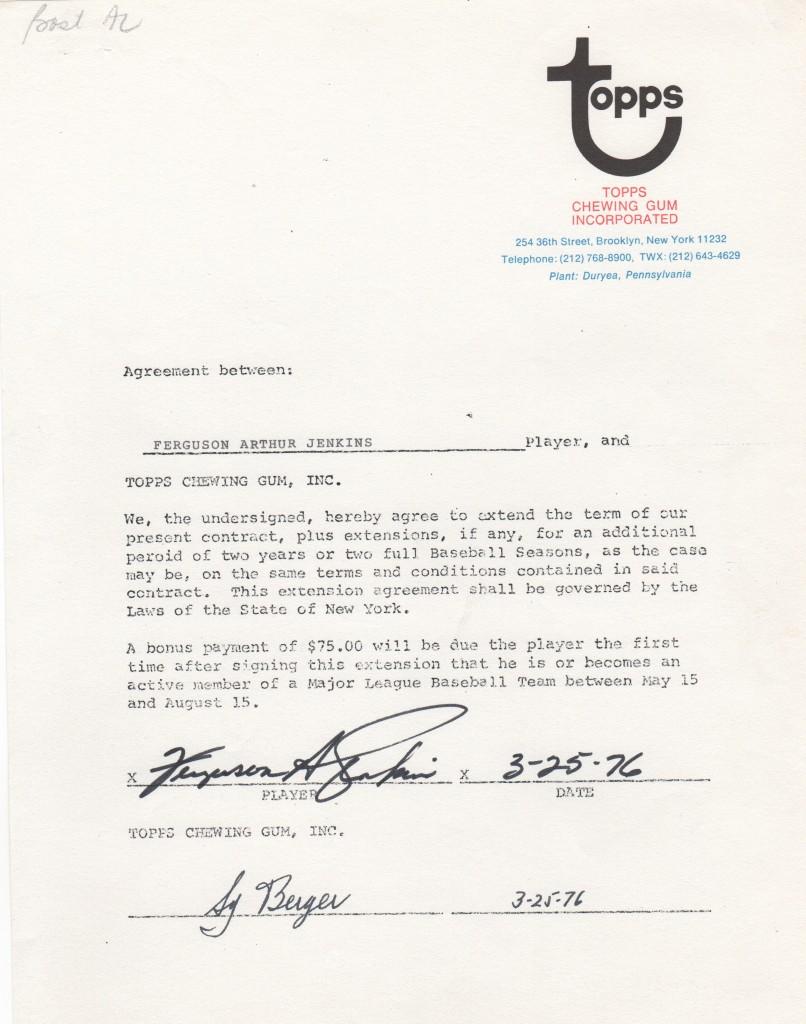 Bost AL
topps
TOPPS
CHEWING GUM
INCORPORATED
254 36th Street, Brooklyn, New York 11232
Telephone: (212) 768-8900, TWX: (212) 643-4629
Plant: Duryea, Pennsylvania
Agreement between:
FERGUSON ARTHUR JENKINS Player, and
TOPPS CHEWING GUM, INC.
We, the undersigned, hereby agree to extend the term of our
present contract, plus extensions, if any, for an additional
peroid of two years or two full Baseball Seasons, as the case
may be, on the same terms and conditions contained in said
contract. This extension agreement shall be governed by the
Laws of the State of New York.
A bonus payment of $75.00 will be due the player the first
time after signing this extension that he is or becomes an
active member of a Major League Baseball Team between May 15
and August 15.
X Ferguson A Jenkins X 3-25-76
PLAYER DATE
TOPPS CHEWING GUM, INC.
Sy Berger 3-25-76